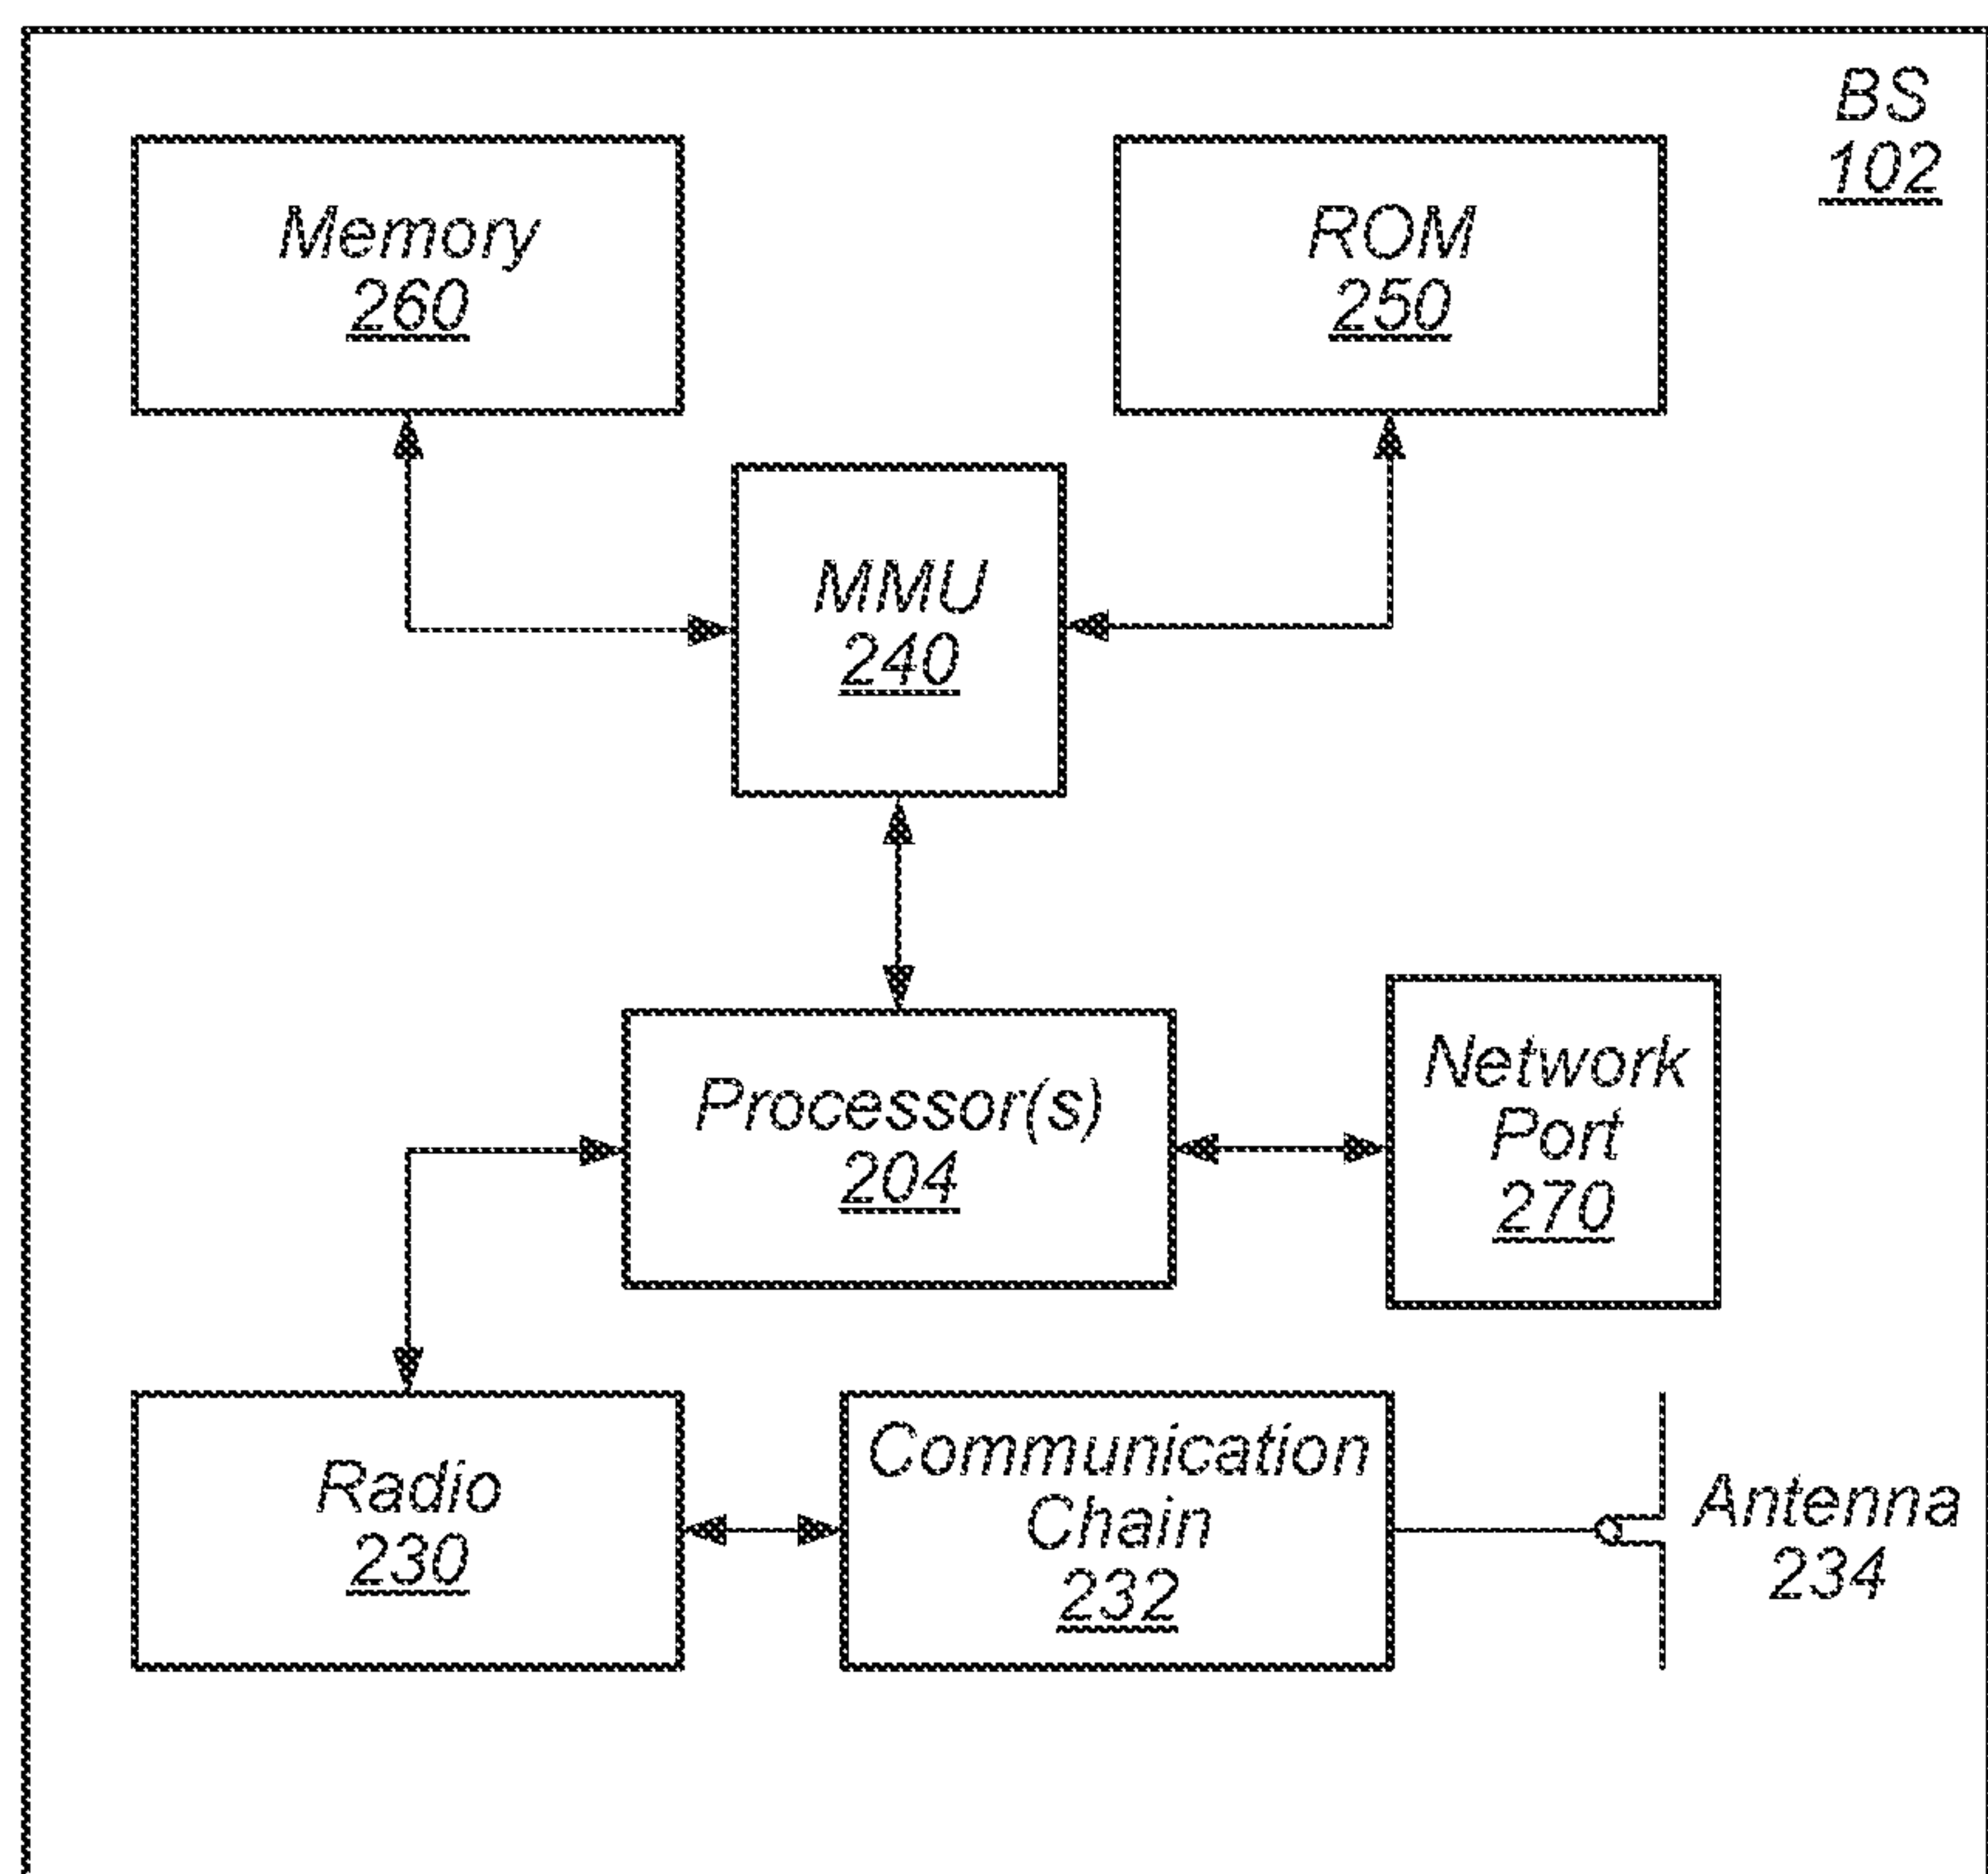 BS
102
Memory
260
ROM
250
MMU
240
Processor(s)
204
Network
Port
270
Radio
230
Communication
Chain
232
Antenna
234